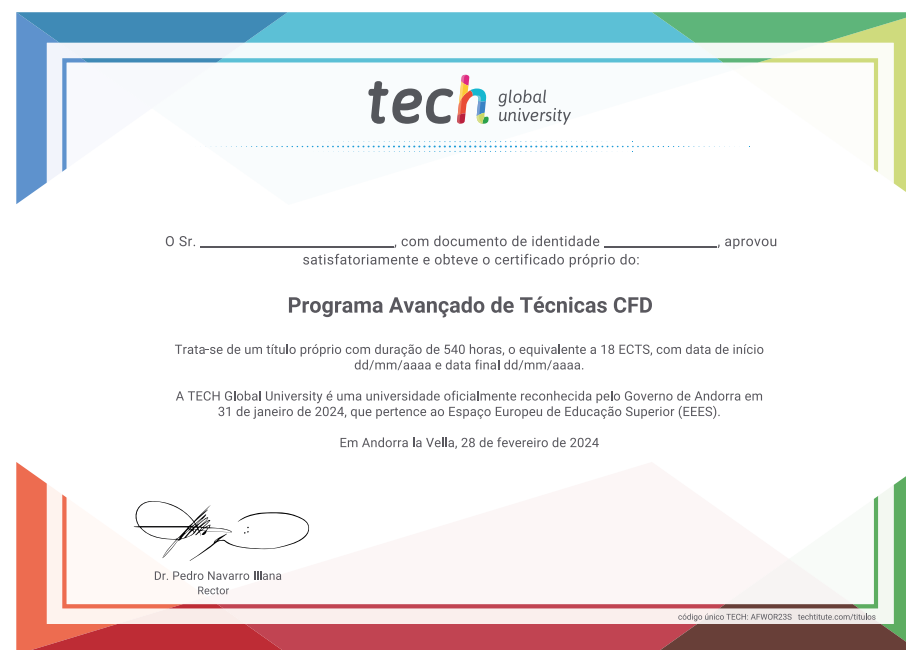 tech global
university
O Sr. ____________________, com documento de identidade ____________, aprovou
satisfatoriamente e obteve o certificado próprio do:
Programa Avançado de Técnicas CFD
Trata-se de um título próprio com duração de 540 horas, o equivalente a 18 ECTS, com data de início
dd/mm/aaaa e data final dd/mm/aaaa.
A TECH Global University é uma universidade oficialmente reconhecida pelo Governo de Andorra em
31 de janeiro de 2024, que pertence ao Espaço Europeu de Educação Superior (EEES).
Em Andorra la Vella, 28 de fevereiro de 2024
Dr. Pedro Navarro Illana
Rector
código único TECH: AFWOR23S techtitute.com/titulos